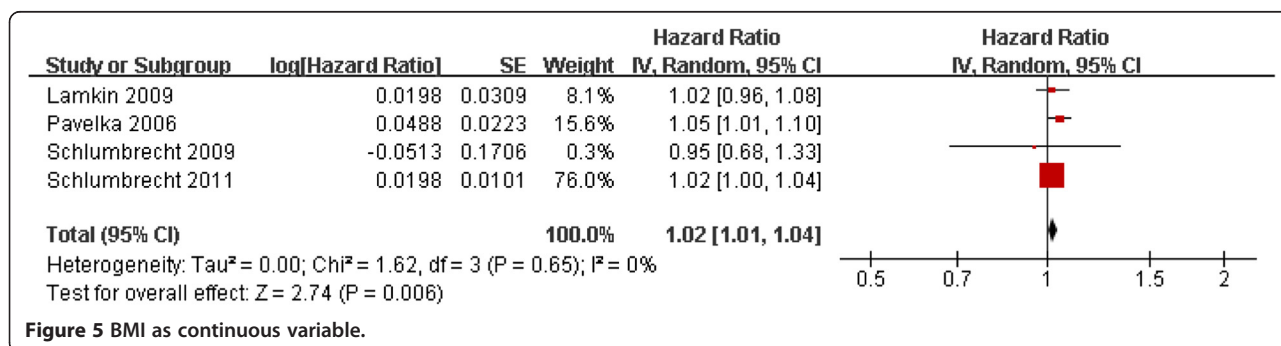 Hazard Ratio Hazard Ratio
Study or Subgroup log[Hazard Ratio] SE Weight IV, Random, 95% CI IV, Random, 95% CI
Lamkin 2009 0.0198 0.0309 8.1% 1.02 [0.96, 1.08]
Pavelka 2006 0.0488 0.0223 15.6% 1.05 [1.01, 1.10]
Schlumbrecht 2009 -0.0513 0.1706 0.3% 0.95 [0.68, 1.33]
Schlumbrecht 2011 0.0198 0.0101 76.0% 1.02 [1.00, 1.04]
Total (95% CI) 100.0% 1.02 [1.01, 1.04]
Heterogeneity: Tau² = 0.00; Chi² = 1.62, df = 3 (P = 0.65); I² = 0%
Test for overall effect: Z = 2.74 (P = 0.006)
0.5 0.7 1 1.5 2
Figure 5 BMI as continuous variable.